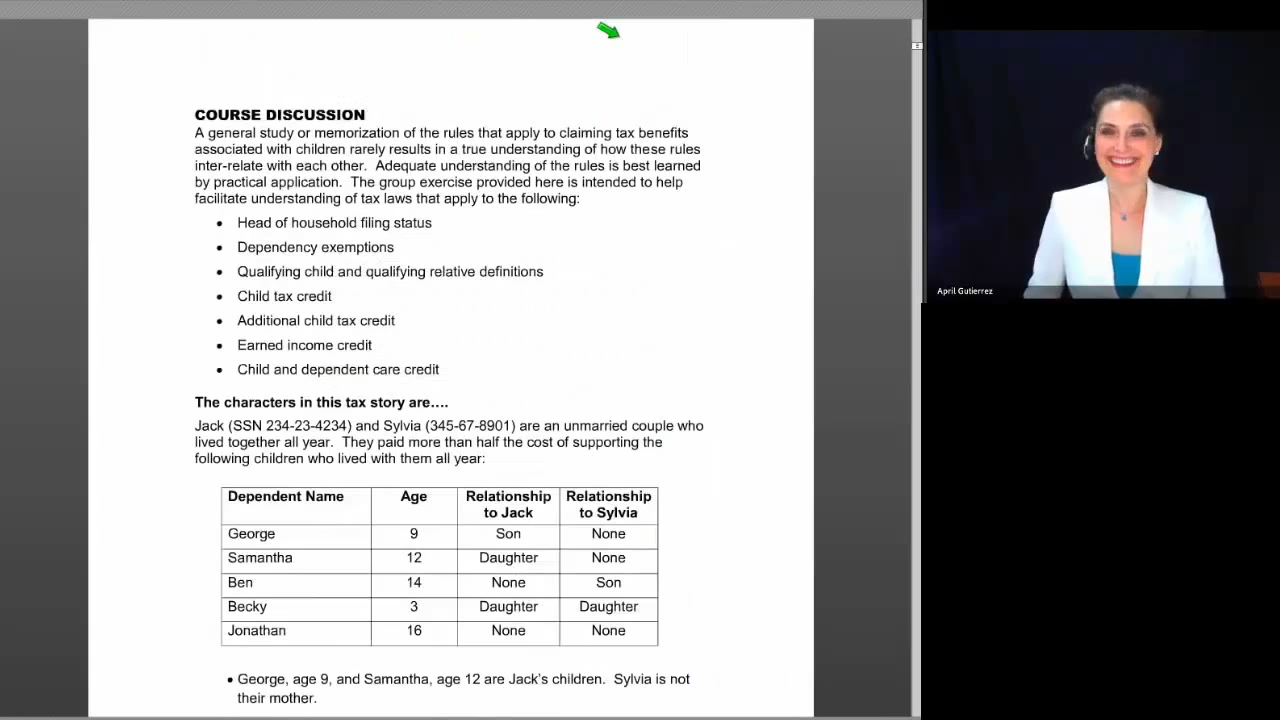 COURSE DISCUSSION
A general study or memorization of the rules that apply to claiming tax benefits
associated with children rarely results in a true understanding of how these rules
inter-relate with each other.  Adequate understanding of the rules is best learned
by practical application.  The group exercise provided here is intended to help
facilitate understanding of tax laws that apply to the following:
• Head of household filing status
• Dependency exemptions
• Qualifying child and qualifying relative definitions
• Child tax credit
• Additional child tax credit
• Earned income credit
• Child and dependent care credit
The characters in this tax story are….
Jack (SSN 234-23-4234) and Sylvia (345-67-8901) are an unmarried couple who
lived together all year.  They paid more than half the cost of supporting the
following children who lived with them all year:
Dependent Name Age Relationship to Jack Relationship to Sylvia
George 9 Son None
Samantha 12 Daughter None
Ben 14 None Son
Becky 3 Daughter Daughter
Jonathan 16 None None
• George, age 9, and Samantha, age 12 are Jack's children.  Sylvia is not
their mother.
April Gutierrez